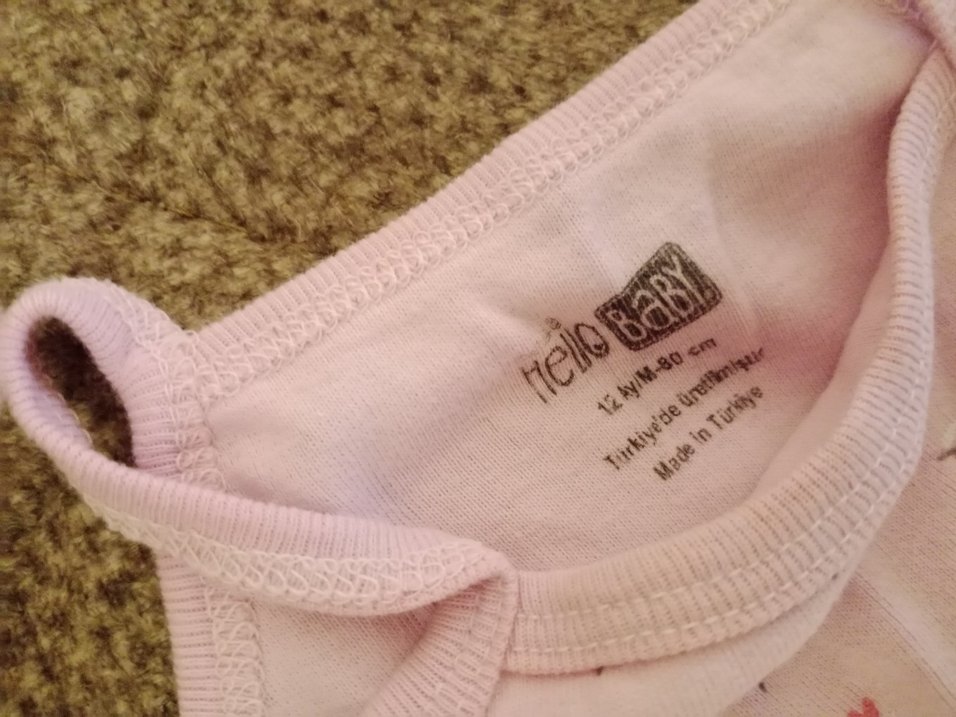 Hello BABY
12 Ay/M-80 cm
Türkiye'de üretilmiştir
Made in Türkiye